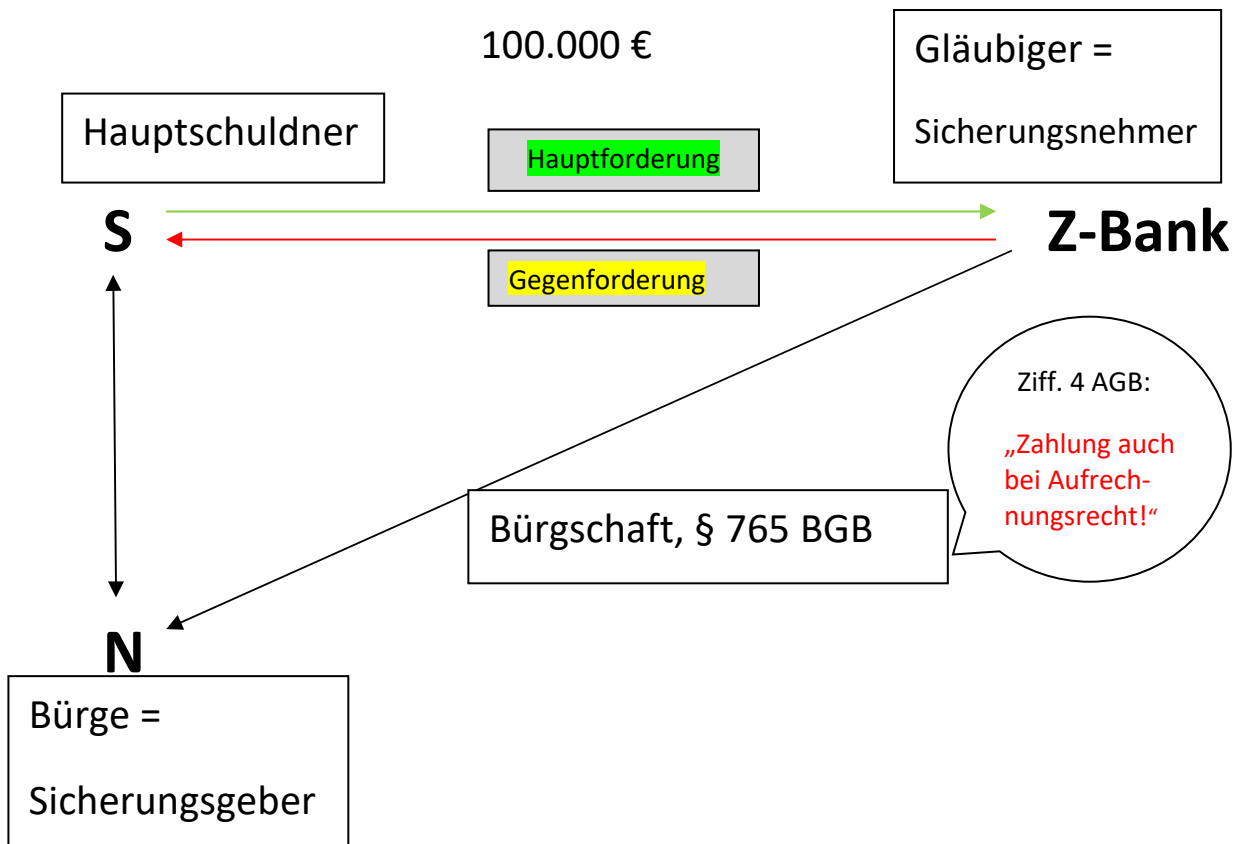 100.000 €
Gläubiger =
Sicherungsnehmer
Hauptschuldner
Hauptforderung
S
Z-Bank
Gegenforderung
Ziff. 4 AGB:
„Zahlung auch
bei Aufrech-
nungsrecht!“
Bürgschaft, § 765 BGB
N
Bürge =
Sicherungsgeber